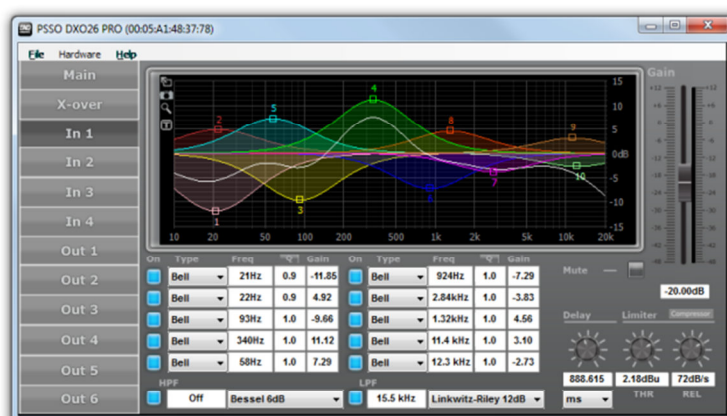 PSSO DXO26 PRO (00:05:A1:48:37:78)
File Hardware Help
Main
X-over
In 1
In 2
In 3
In 4
Out 1
Out 2
Out 3
Out 4
Out 5
Out 6
1 2 3 4 5 7 8 9 10
15
10
5
0dB
-5
-10
-15
10 20 50 100 200 500 1k 2k 5k 10k 20k
On Type Freq "Q" Gain On Type Freq "Q" Gain
Bell 21Hz 0.9 -11.85 Bell 924Hz 1.0 -7.29
Bell 22Hz 0.9 4.92 Bell 2.84kHz 1.0 -3.83
Bell 93Hz 1.0 -9.66 Bell 1.32kHz 1.0 4.56
Bell 340Hz 1.0 11.12 Bell 11.4 kHz 1.0 3.10
Bell 58Hz 1.0 7.29 Bell 12.3 kHz 1.0 -2.73
HPF LPF
Off Bessel 6dB 15.5 kHz Linkwitz-Riley 12dB
Gain
Mute
-20.00dB
Delay Limiter Compressor
888.615 2.18dBu 72dB/s
ms THR REL